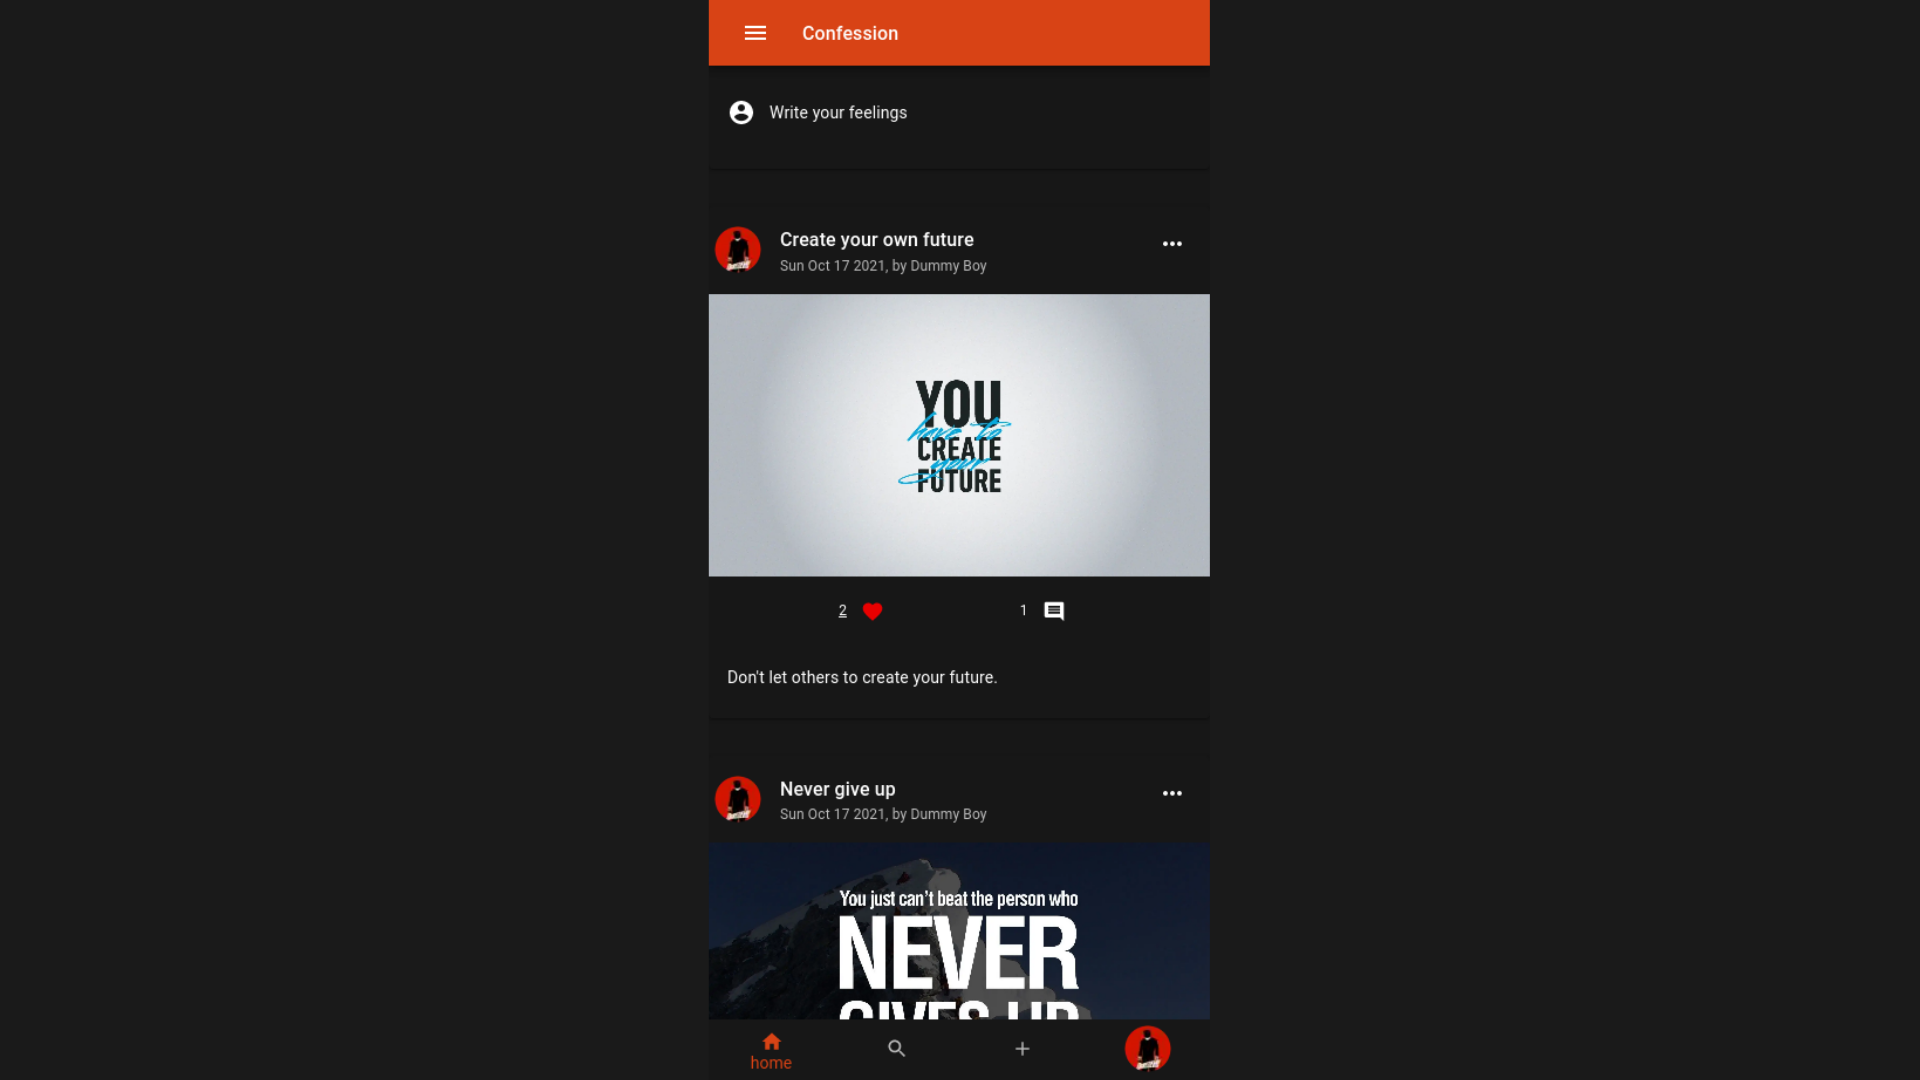 Confession
Write your feelings
Create your own future
Sun Oct 17 2021, by Dummy Boy
YOU
have to
CREATE
your
FUTURE
2
1
Don't let others to create your future.
Never give up
Sun Oct 17 2021, by Dummy Boy
You just can't beat the person who
NEVER
GIVES UP
home